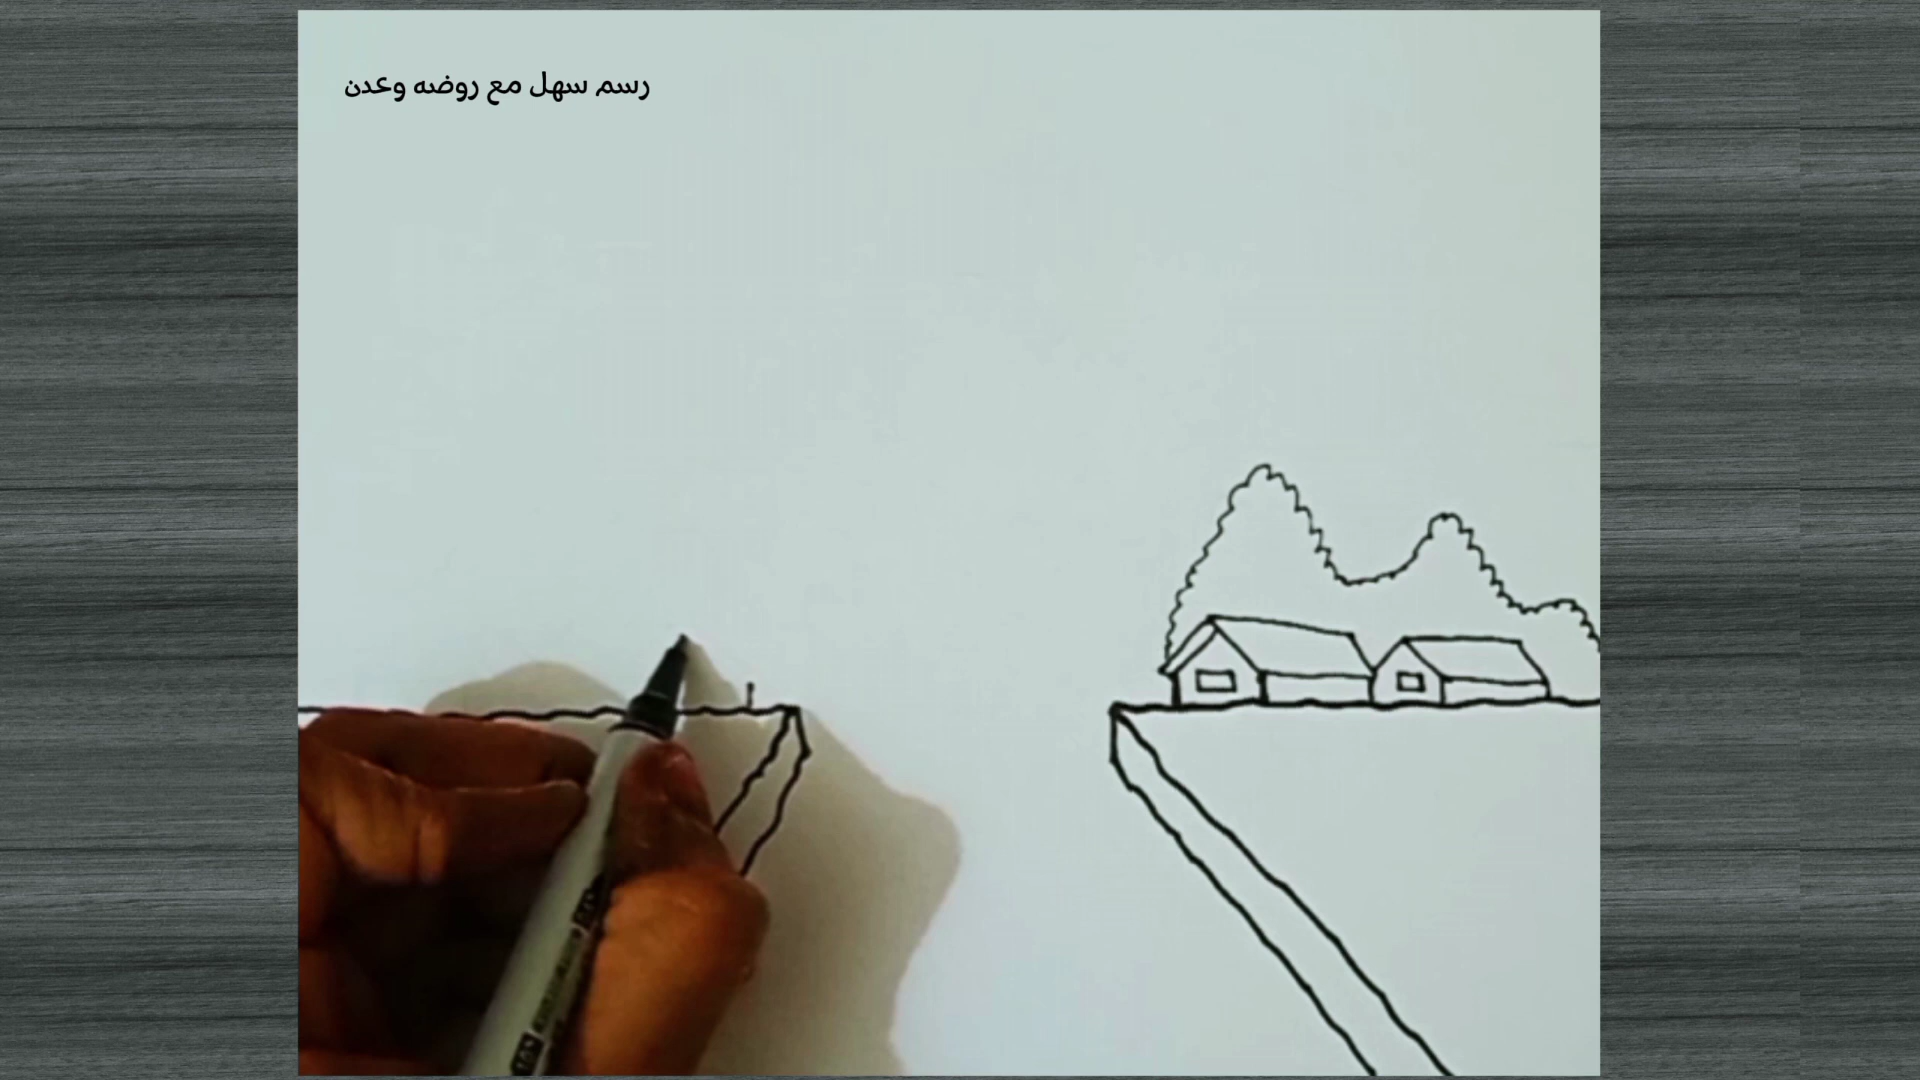 رسم سهل مع روضه وعدن